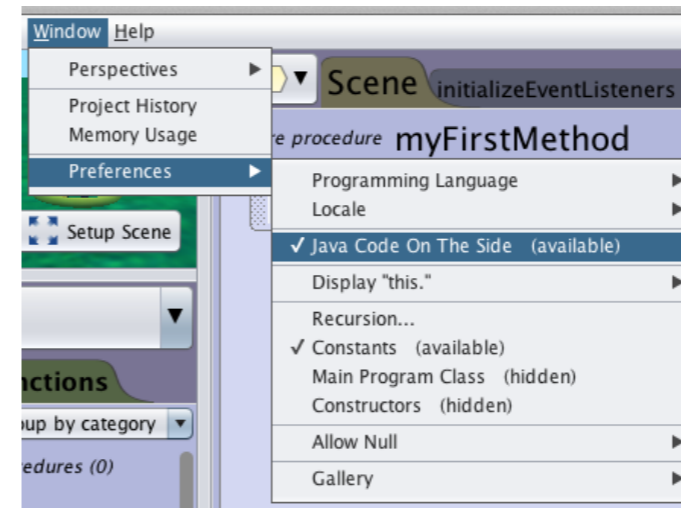 Window Help
Perspectives
Project History
Memory Usage
Preferences
Setup Scene
Scene initializeEventListeners
procedure myFirstMethod
Programming Language
Locale
✓ Java Code On The Side (available)
Display "this."
Recursion...
✓ Constants (available)
Main Program Class (hidden)
Constructors (hidden)
Allow Null
Gallery
nctions
oup by category
edures (0)